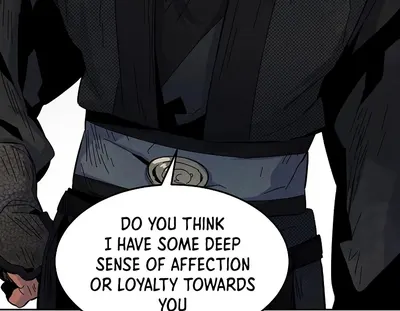 DO YOU THINK
I HAVE SOME DEEP
SENSE OF AFFECTION
OR LOYALTY TOWARDS
YOU